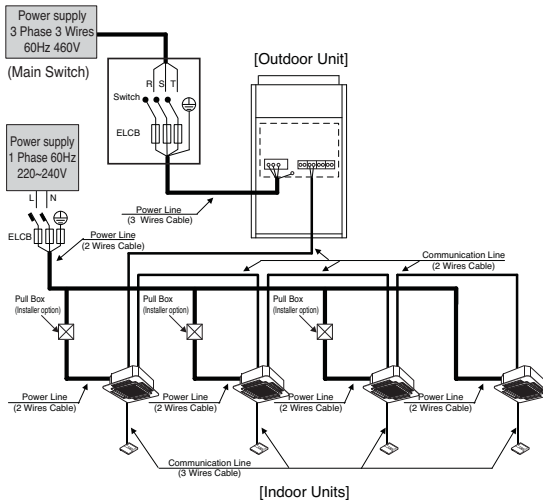 Power supply
3 Phase 3 Wires
60Hz 460V
(Main Switch)
[Outdoor Unit]
R S T
Switch
ELCB
Power supply
1 Phase 60Hz
220~240V
L N
ELCB
Power Line
(2 Wires Cable)
Power Line
(3 Wires Cable)
Communication Line
(2 Wires Cable)
Pull Box
(Installer option)
Pull Box
(Installer option)
Pull Box
(Installer option)
Power Line
(2 Wires Cable)
Power Line
(2 Wires Cable)
Power Line
(2 Wires Cable)
Power Line
(2 Wires Cable)
Communication Line
(3 Wires Cable)
[Indoor Units]